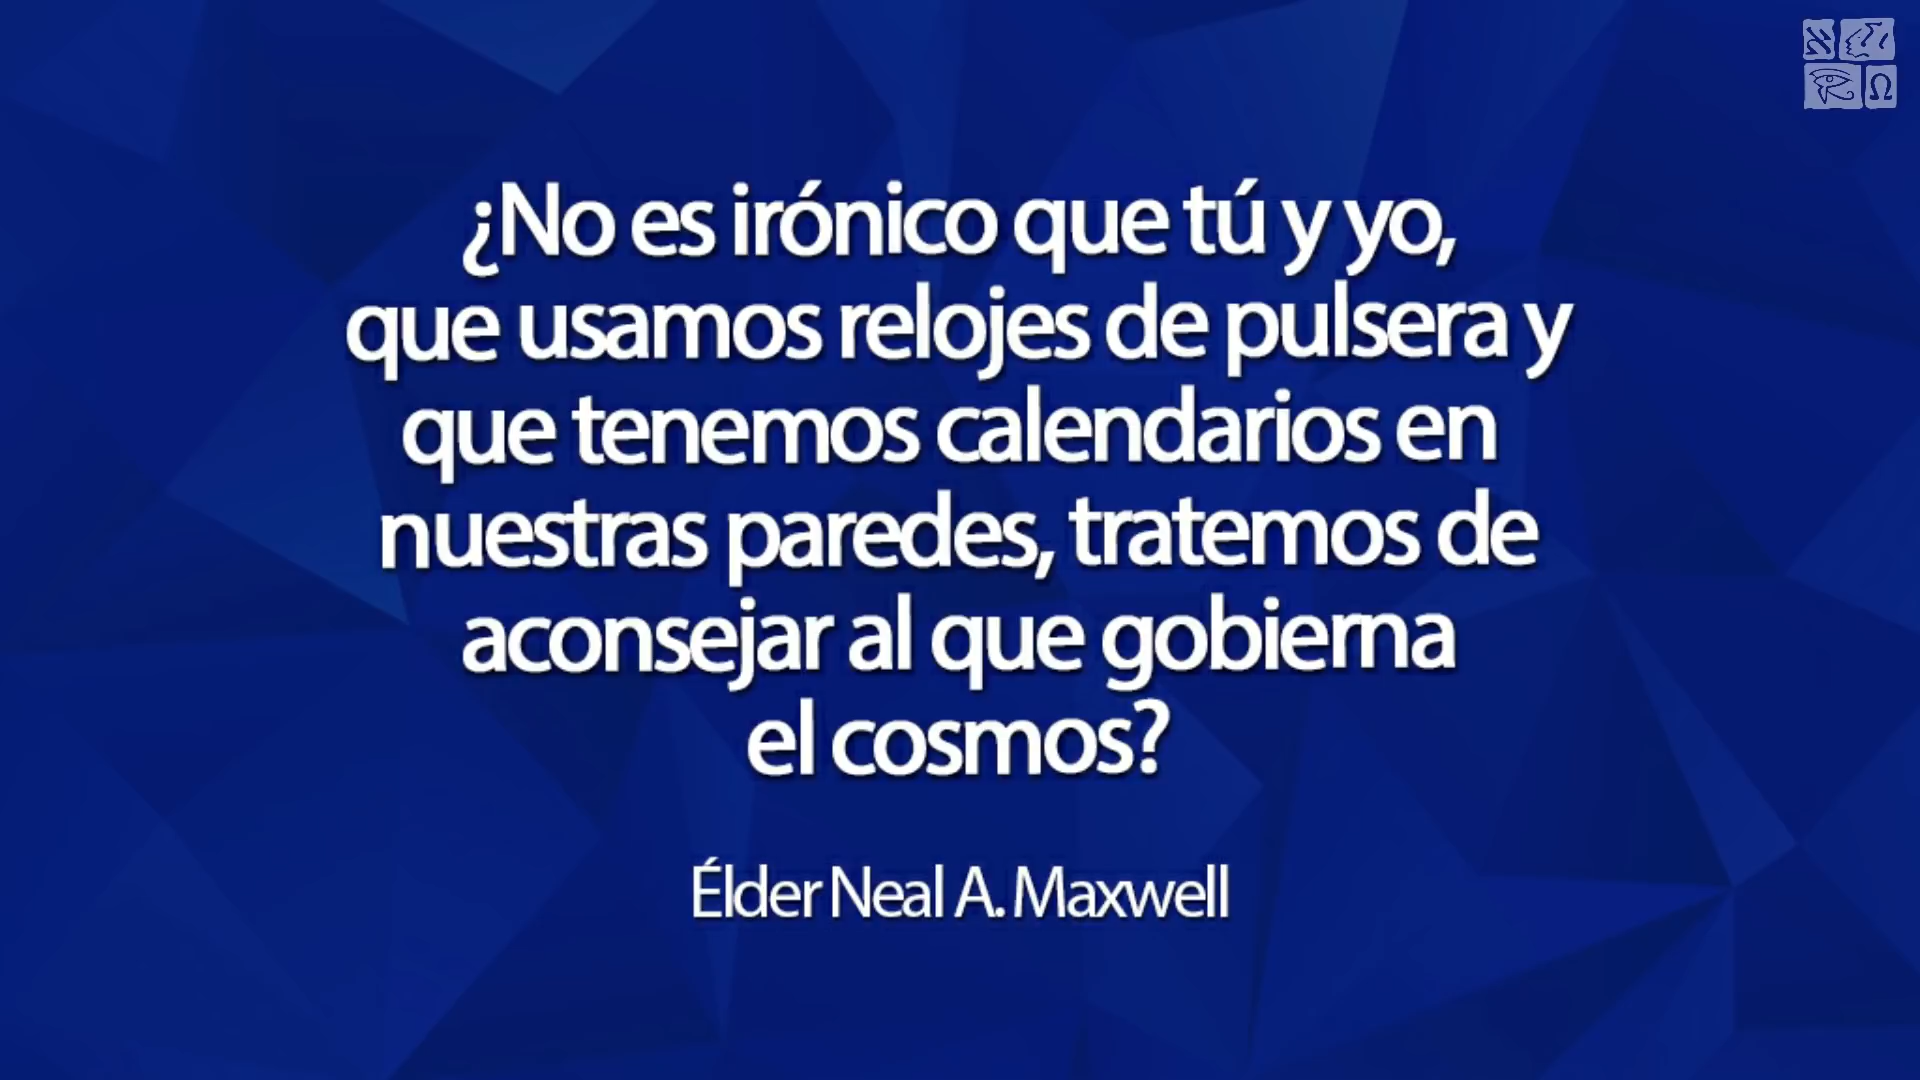 ¿No es irónico que tú y yo,
que usamos relojes de pulsera y
que tenemos calendarios en
nuestras paredes, tratemos de
aconsejar al que gobierna
el cosmos?
Élder Neal A. Maxwell
א Ω